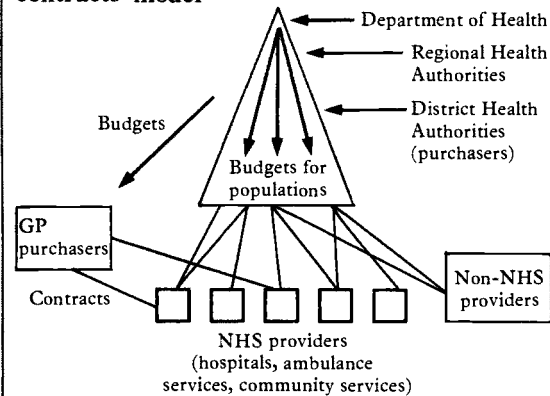 contracts' model
Department of Health
Regional Health
Authorities
District Health
Authorities
(purchasers)
Budgets
Budgets for
populations
GP
purchasers
Contracts
Non-NHS
providers
NHS providers
(hospitals, ambulance
services, community services)